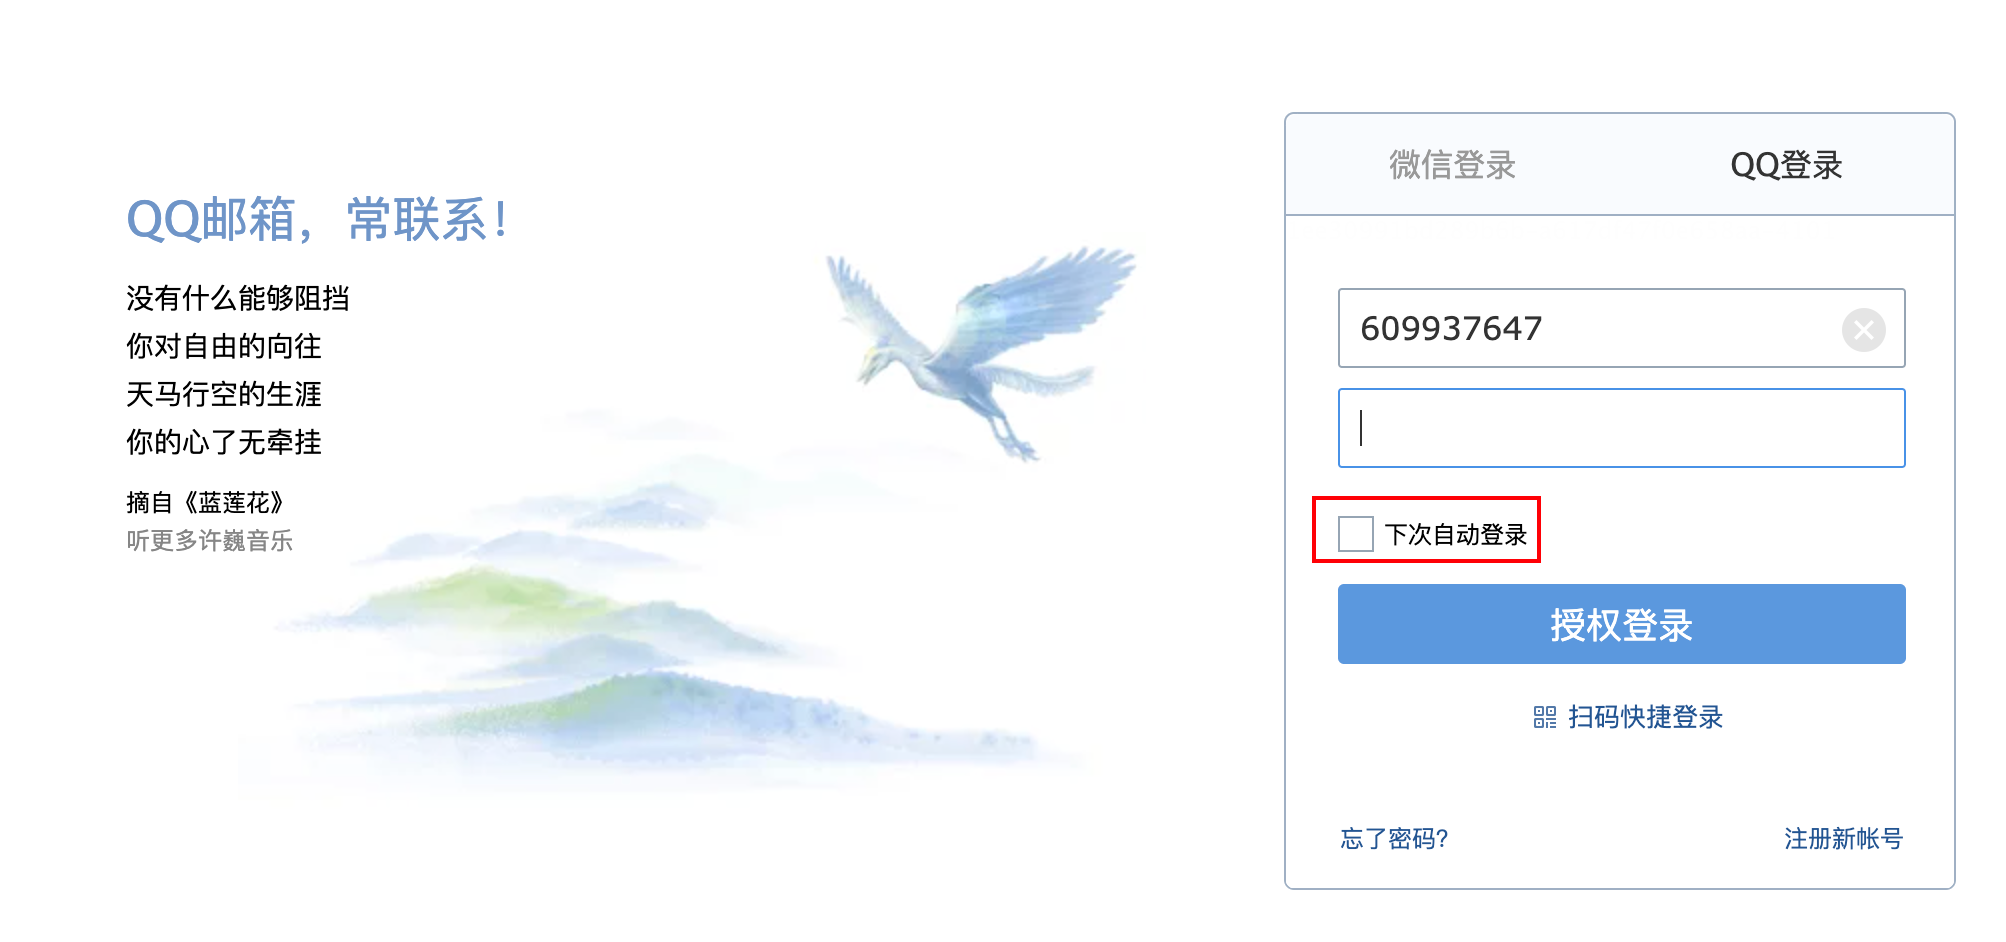 QQ邮箱，常联系！
没有什么能够阻挡
你对自由的向往
天马行空的生涯
你的心了无牵挂
摘自《蓝莲花》
听更多许巍音乐
微信登录
QQ登录
609937647
下次自动登录
授权登录
扫码快捷登录
忘了密码？
注册新帐号